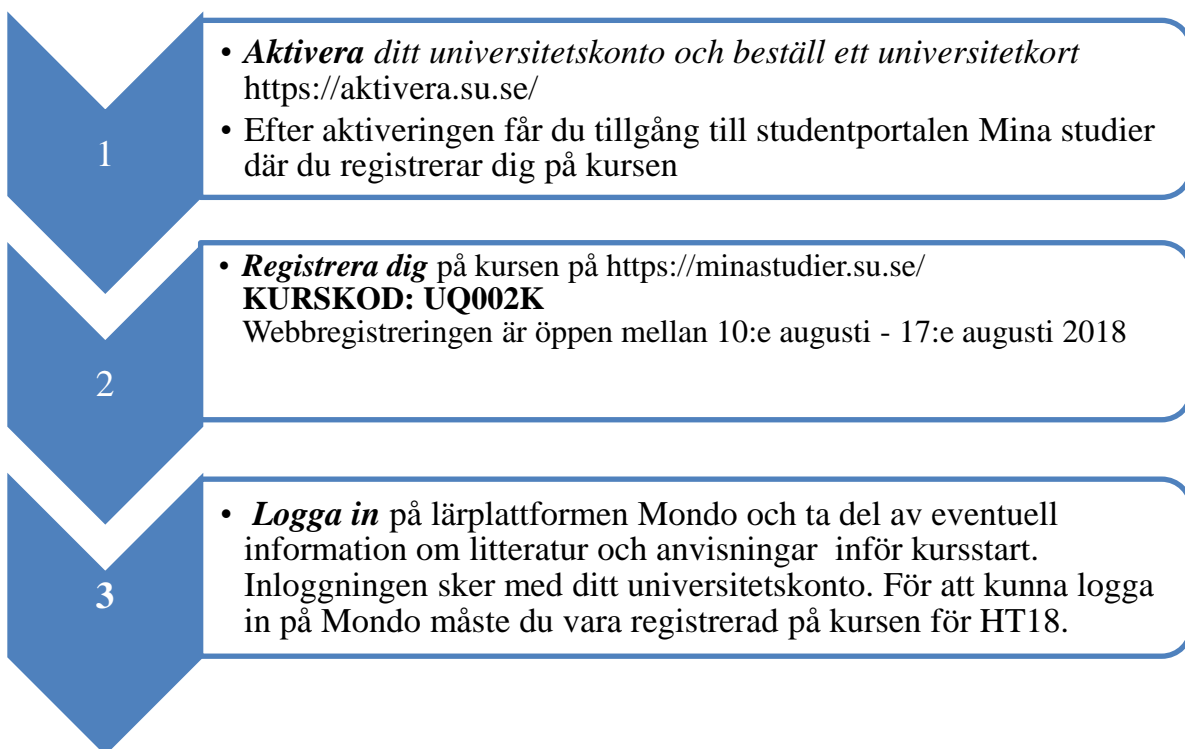 1
• Aktivera ditt universitetskonto och beställ ett universitetkort
https://aktivera.su.se/
• Efter aktiveringen får du tillgång till studentportalen Mina studier
där du registrerar dig på kursen
2
• Registrera dig på kursen på https://minastudier.su.se/
KURSKOD: UQ002K
Webbregistreringen är öppen mellan 10:e augusti - 17:e augusti 2018
3
• Logga in på lärplattformen Mondo och ta del av eventuell
information om litteratur och anvisningar inför kursstart.
Inloggningen sker med ditt universitetskonto. För att kunna logga
in på Mondo måste du vara registrerad på kursen för HT18.